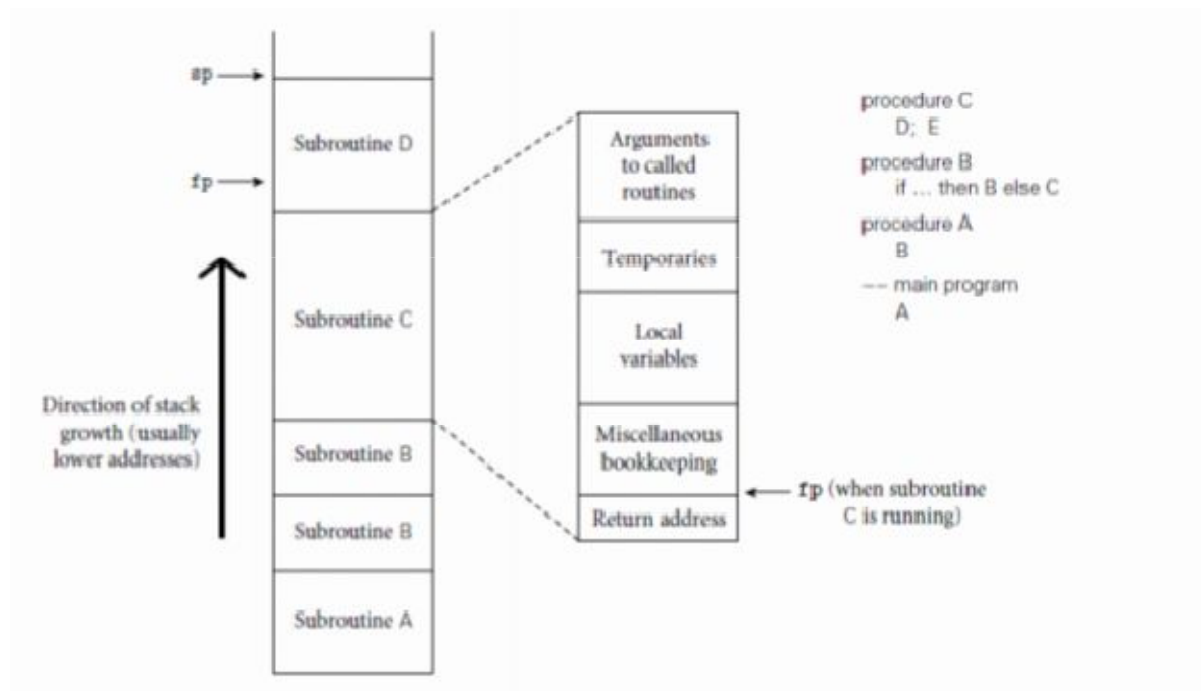 sp
Subroutine D
fp
Subroutine C
Direction of stack
growth (usually
lower addresses)
Subroutine B
Subroutine B
Subroutine A
Arguments
to called
routines
Temporaries
Local
variables
Miscellaneous
bookkeeping
Return address
fp (when subroutine
C is running)
procedure C
D; E
procedure B
if ... then B else C
procedure A
B
-- main program
A